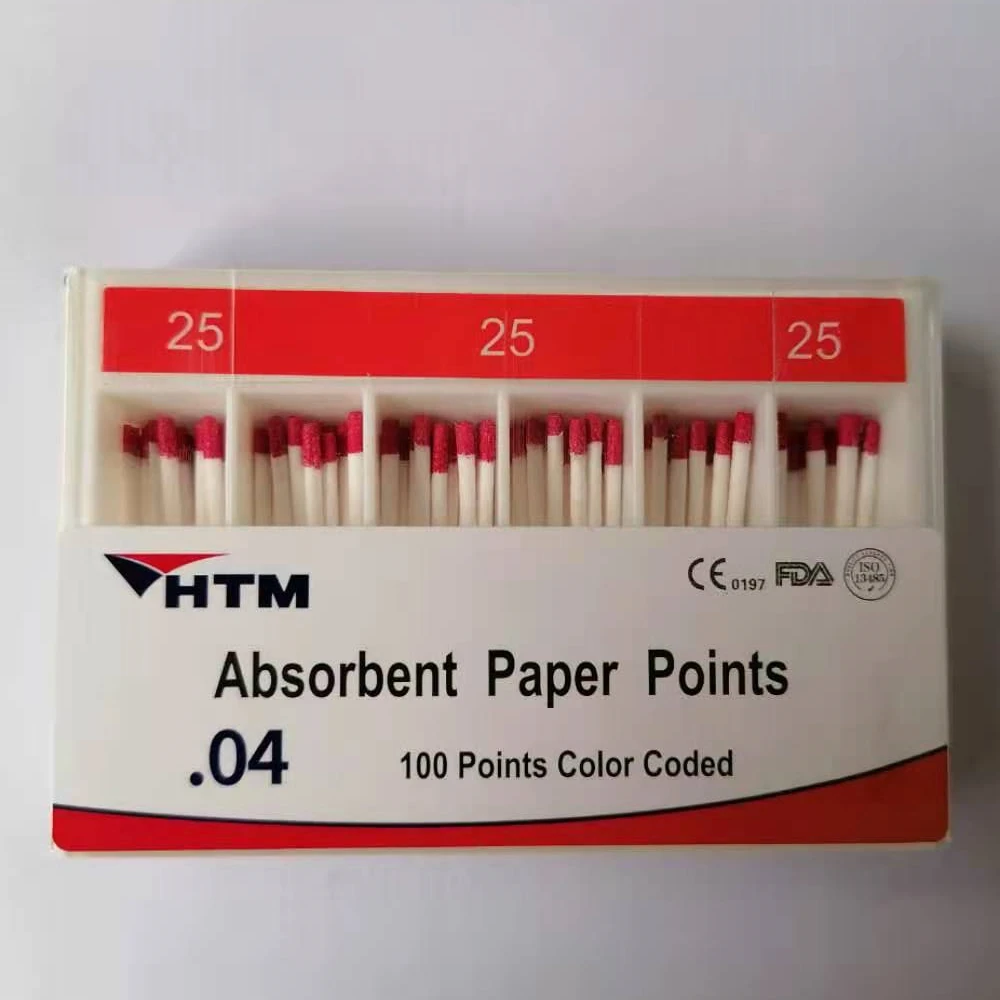 25 25 25
HTM
CE 0197 FDA ISO 13485
Absorbent Paper Points
.04 100 Points Color Coded